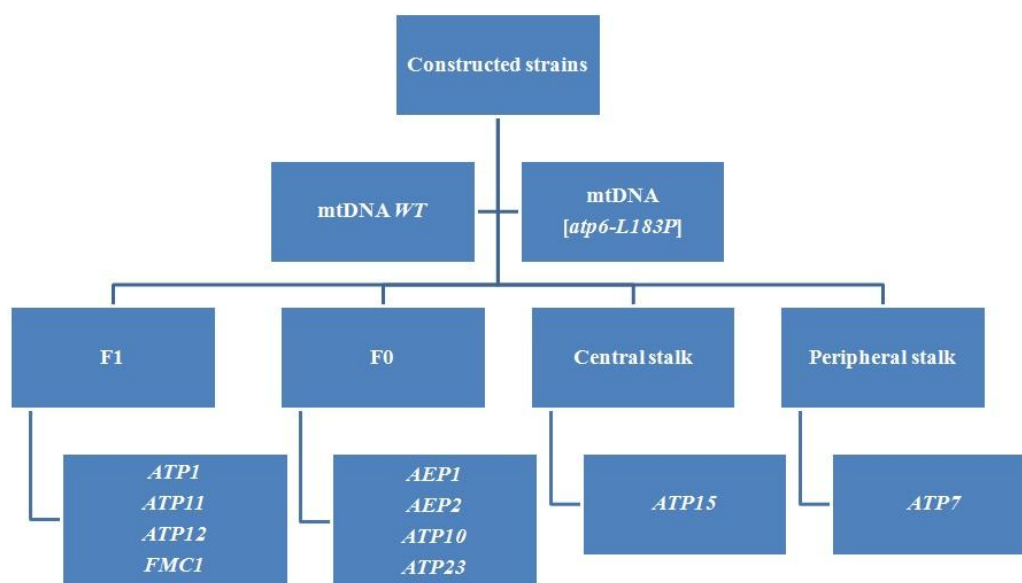 Constructed strains
mtDNA WT
mtDNA
[atp6-L183P]
F1
F0
Central stalk
Peripheral stalk
ATP1
ATP11
ATP12
FMC1
AEP1
AEP2
ATP10
ATP23
ATP15
ATP7